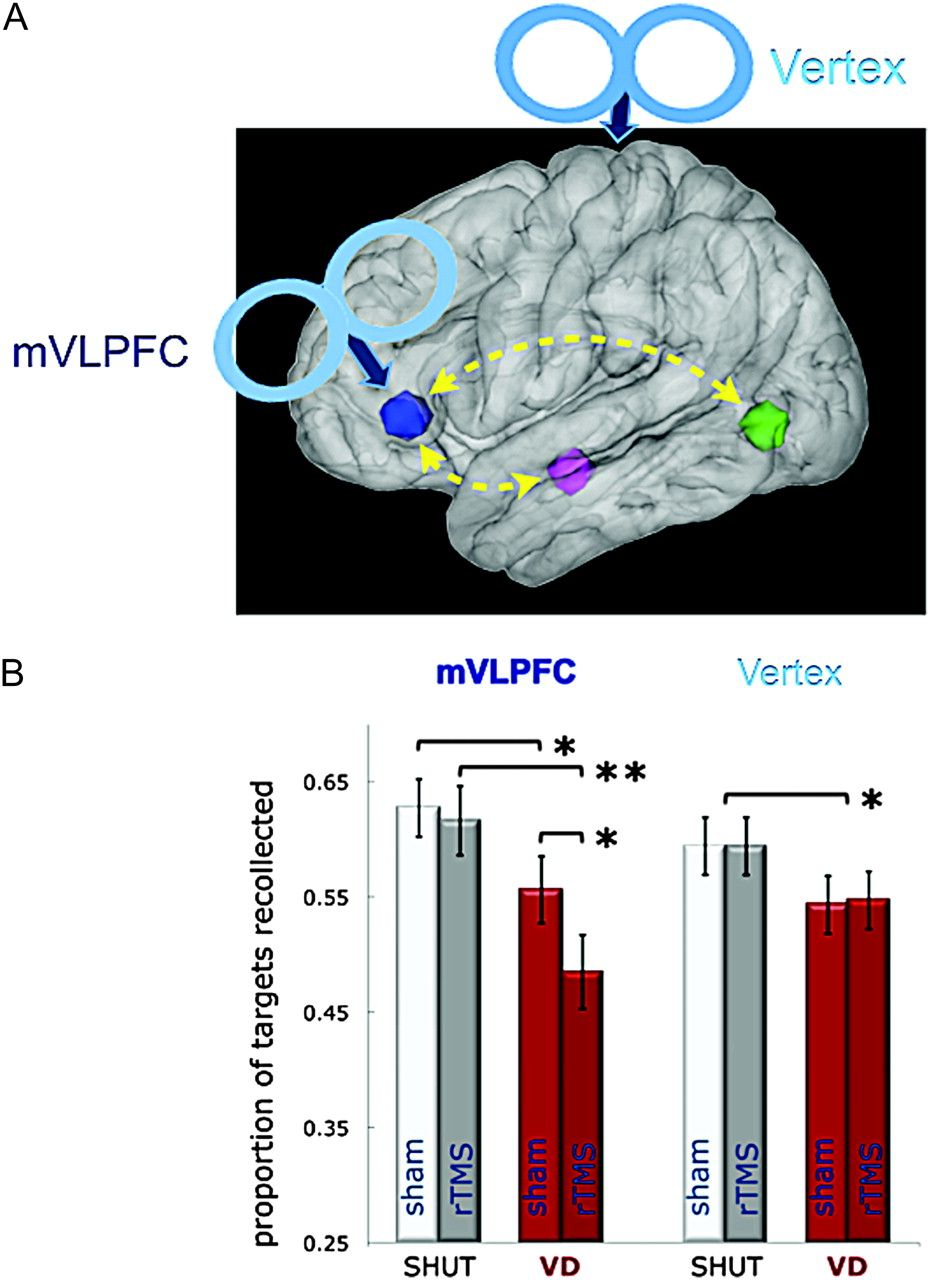 A
Vertex
mVLPFC
B
mVLPFC Vertex
proportion of targets recollected
0.65
0.55
0.45
0.35
0.25
*
**
*
*
sham rTMS sham rTMS sham rTMS sham rTMS
SHUT VD SHUT VD